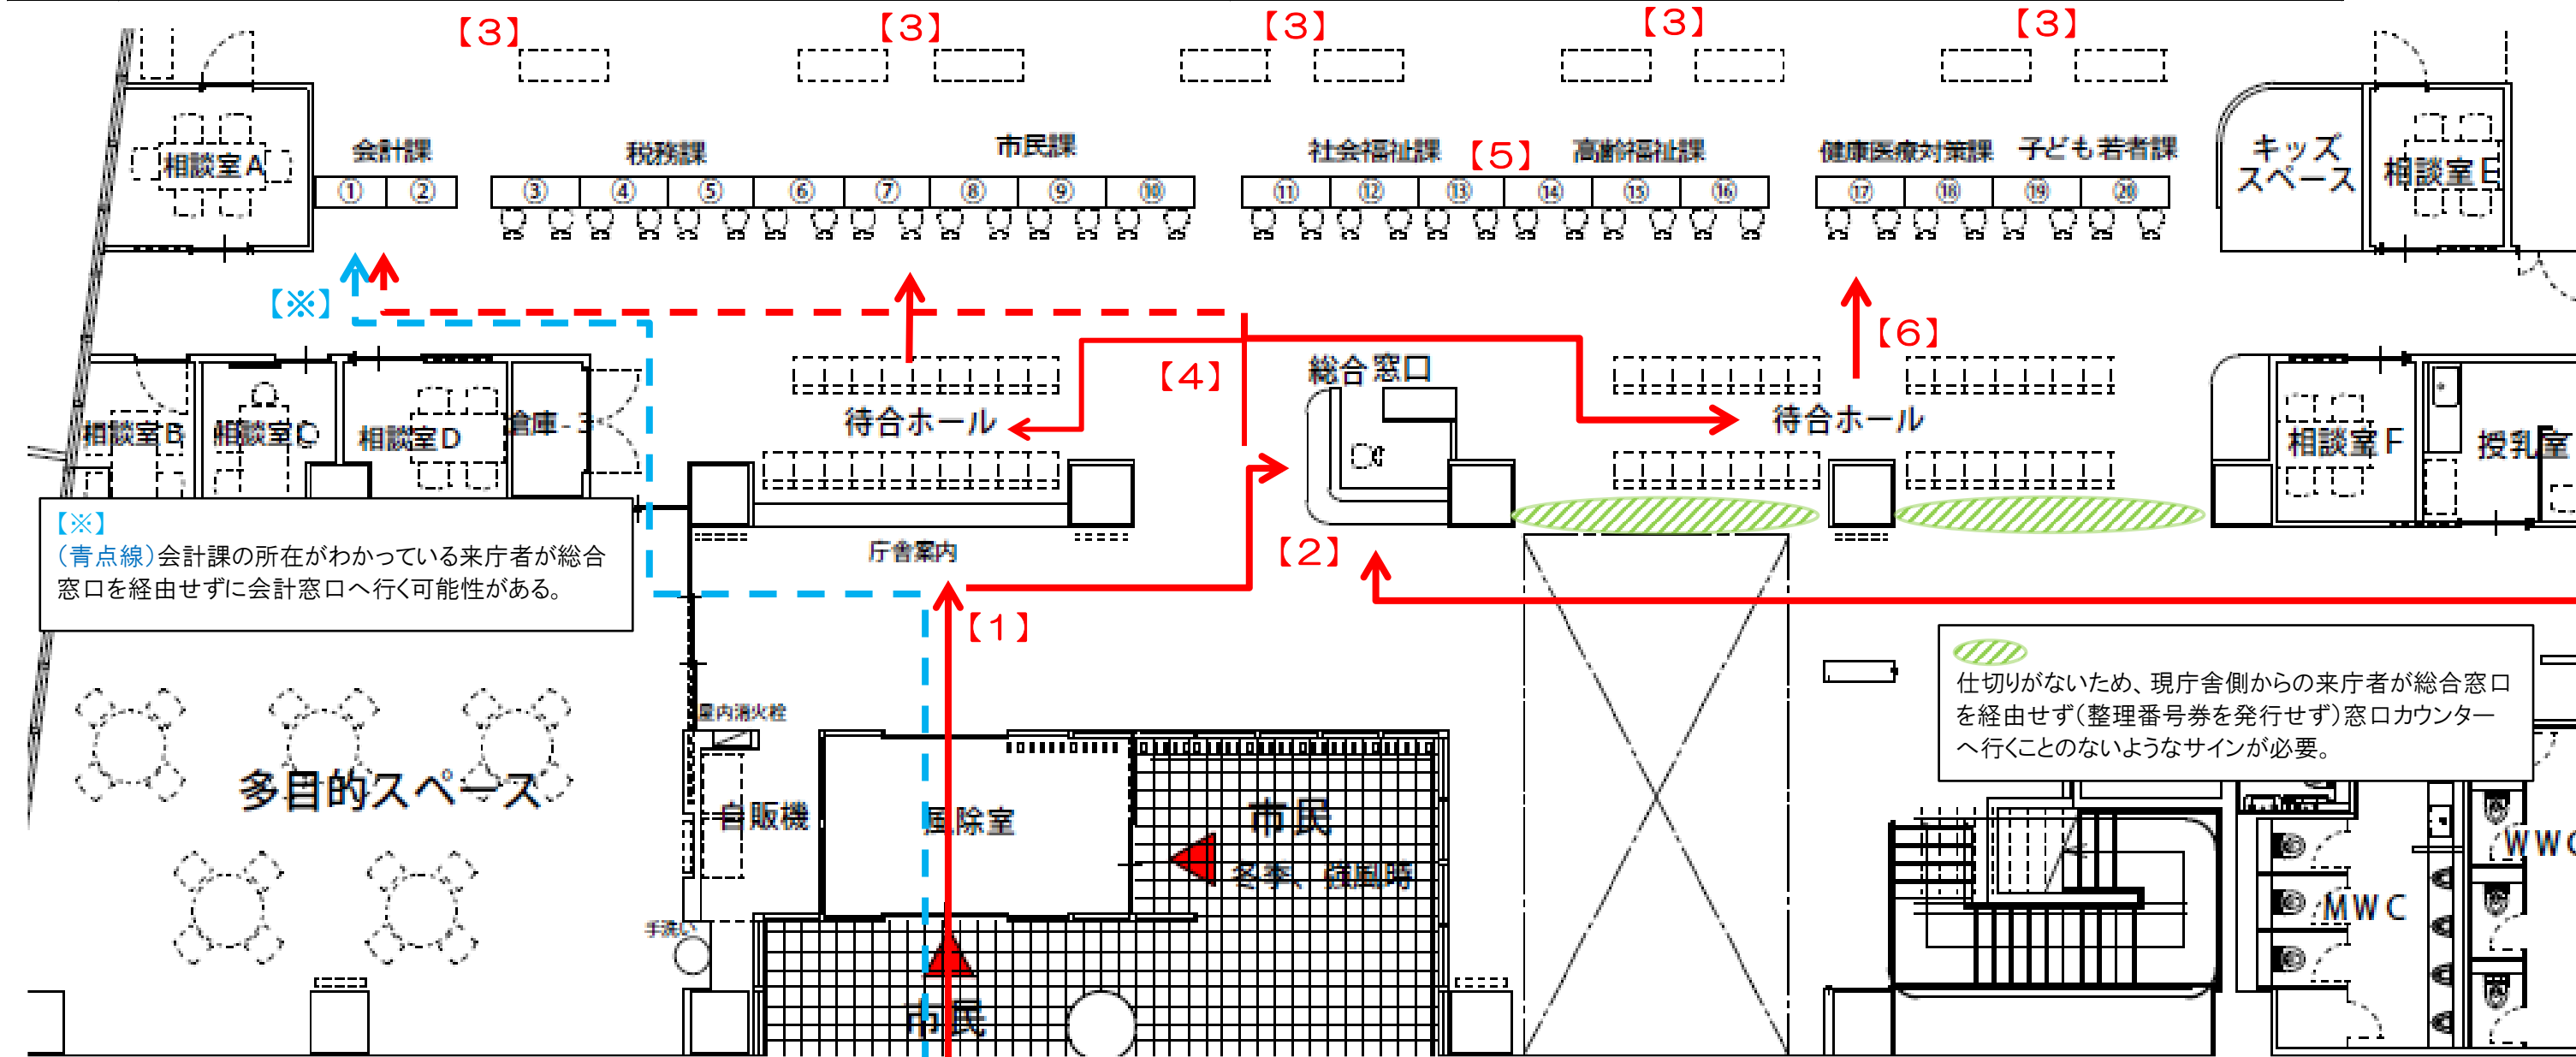 【3】 【3】 【3】 【3】 【3】
会計課 税務課 市民課 社会福祉課 【5】 高齢福祉課 健康医療対策課 子ども若者課
相談室A
キッズ
スペース
相談室E
① ② ③ ④ ⑤ ⑥ ⑦ ⑧ ⑨ ⑩ ⑪ ⑫ ⑬ ⑭ ⑮ ⑯ ⑰ ⑱ ⑲ ⑳
【※】
【6】
【4】
総合窓口
相談室B 相談室C 相談室D 倉庫-3
待合ホール
待合ホール
相談室F 授乳室
【※】
(青点線)会計課の所在がわかっている来庁者が総合
窓口を経由せずに会計窓口へ行く可能性がある。
庁舎案内
【2】
【1】
仕切りがないため、現庁舎側からの来庁者が総合窓口
を経由せず(整理番号券を発行せず)窓口カウンター
へ行くことのないようなサインが必要。
屋内消火栓
多目的スペース
自販機
風除室
市民
冬季、強風時
手洗い
市民
MWC
WWC